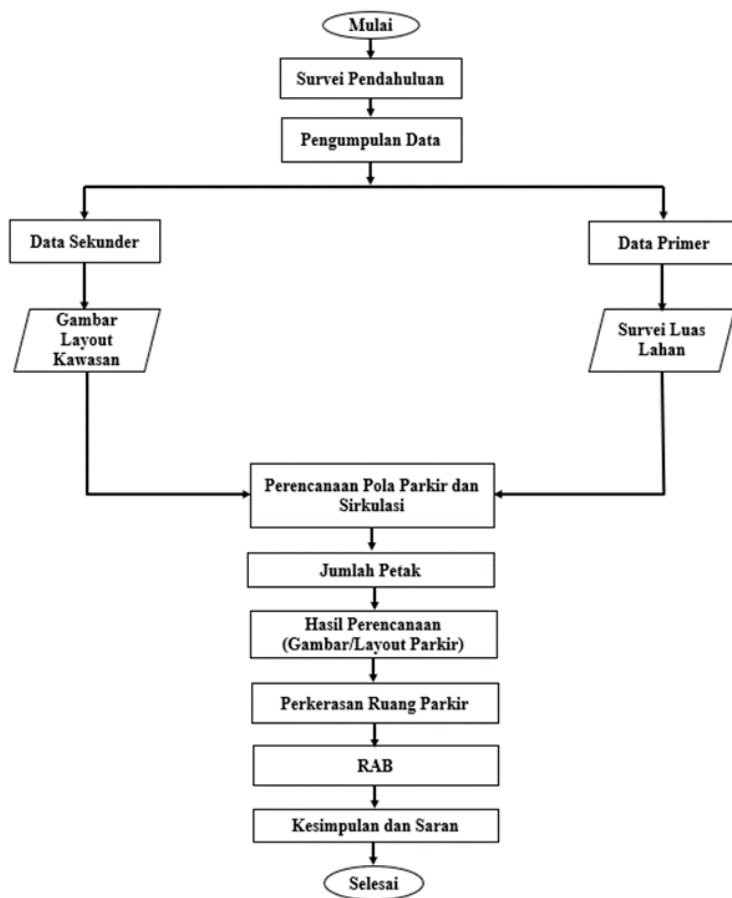 Mulai
Survei Pendahuluan
Pengumpulan Data
Data Sekunder
Data Primer
Gambar
Layout
Kawasan
Survei Luas
Lahan
Perencanaan Pola Parkir dan
Sirkulasi
Jumlah Petak
Hasil Perencanaan
(Gambar/Layout Parkir)
Perkerasan Ruang Parkir
RAB
Kesimpulan dan Saran
Selesai